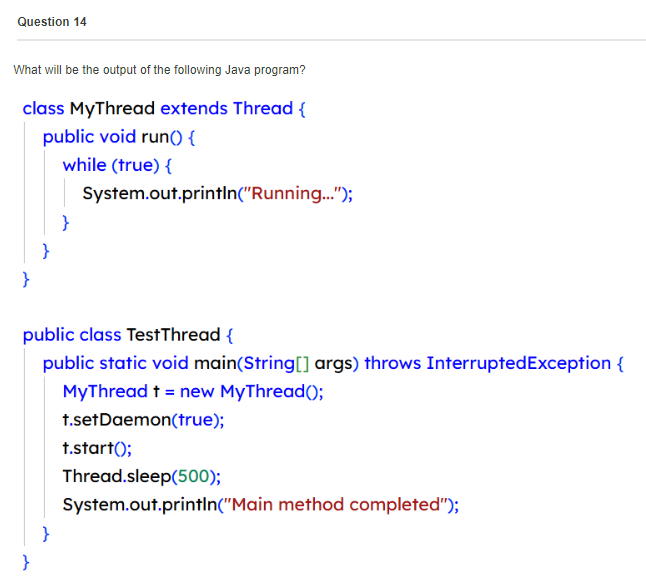 Question 14
What will be the output of the following Java program?
class MyThread extends Thread {
public void run() {
while (true) {
System.out.println("Running...");
}
}
}
public class TestThread {
public static void main(String[] args) throws InterruptedException {
MyThread t = new MyThread();
t.setDaemon(true);
t.start();
Thread.sleep(500);
System.out.println("Main method completed");
}
}